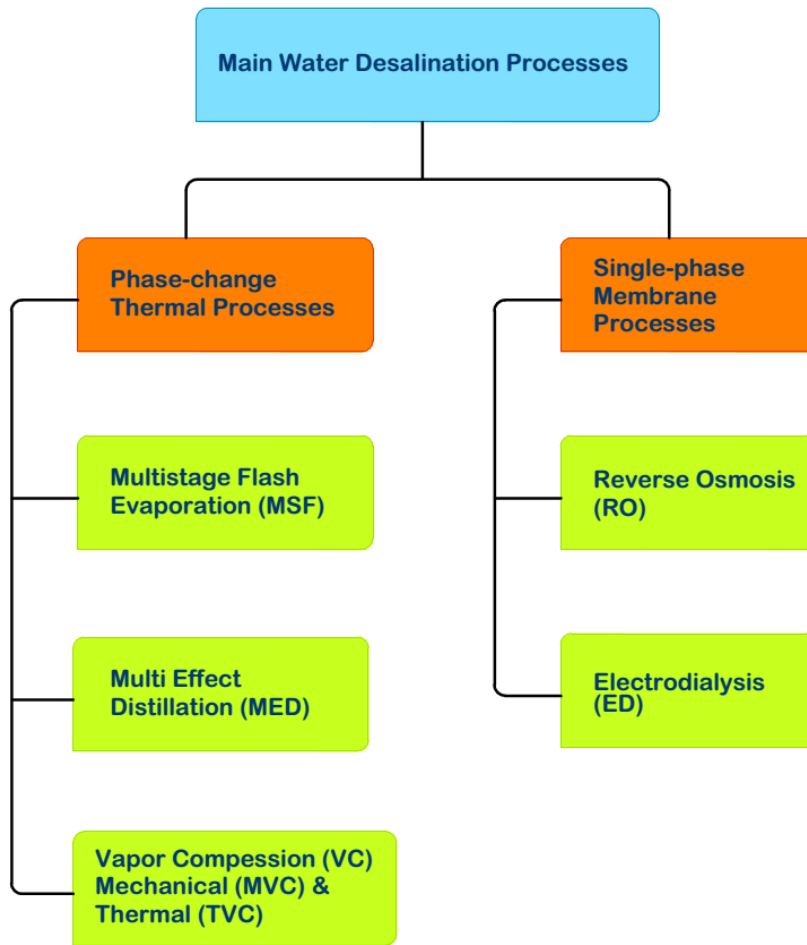 Main Water Desalination Processes
Phase-change
Thermal Processes
Single-phase
Membrane
Processes
Multistage Flash
Evaporation (MSF)
Reverse Osmosis
(RO)
Multi Effect
Distillation (MED)
Electrodialysis
(ED)
Vapor Compession (VC)
Mechanical (MVC) &
Thermal (TVC)